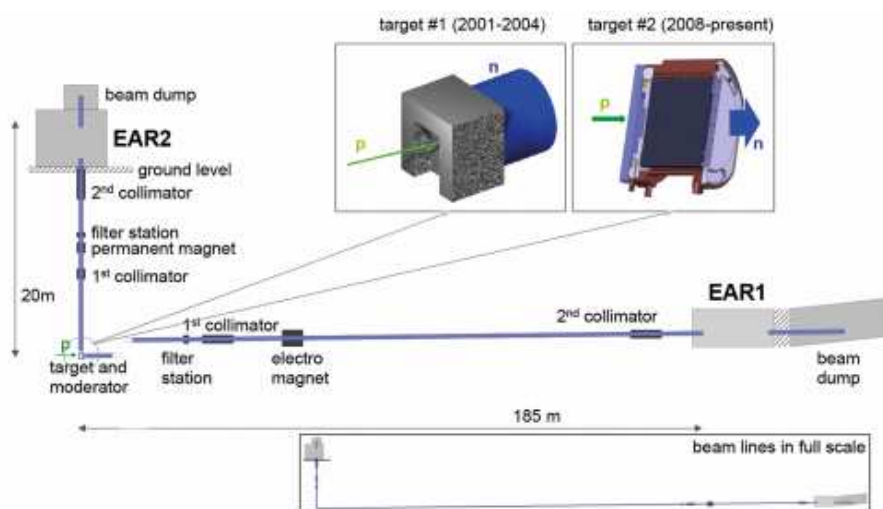 target #1 (2001-2004)
target #2 (2008-present)
n
p
p
n
beam dump
EAR2
ground level
2nd collimator
filter station
permanent magnet
1st collimator
20m
p
target and
moderator
1st collimator
filter
station
electro
magnet
2nd collimator
EAR1
beam
dump
185 m
beam lines in full scale